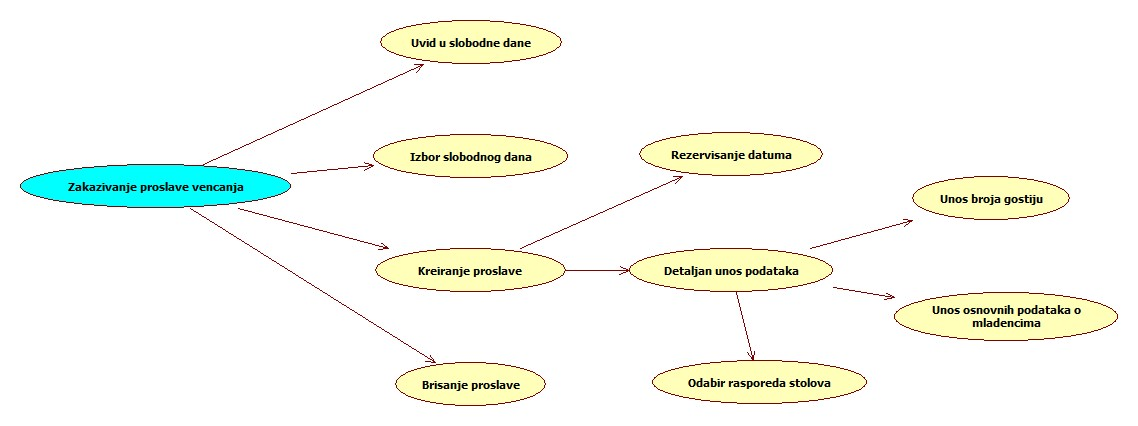 Uvid u slobodne dane
Izbor slobodnog dana
Rezervisanje datuma
Zakazivanje proslave vencanja
Unos broja gostiju
Kreiranje proslave
Detaljan unos podataka
Unos osnovnih podataka o
mladencima
Brisanje proslave
Odabir rasporeda stolova